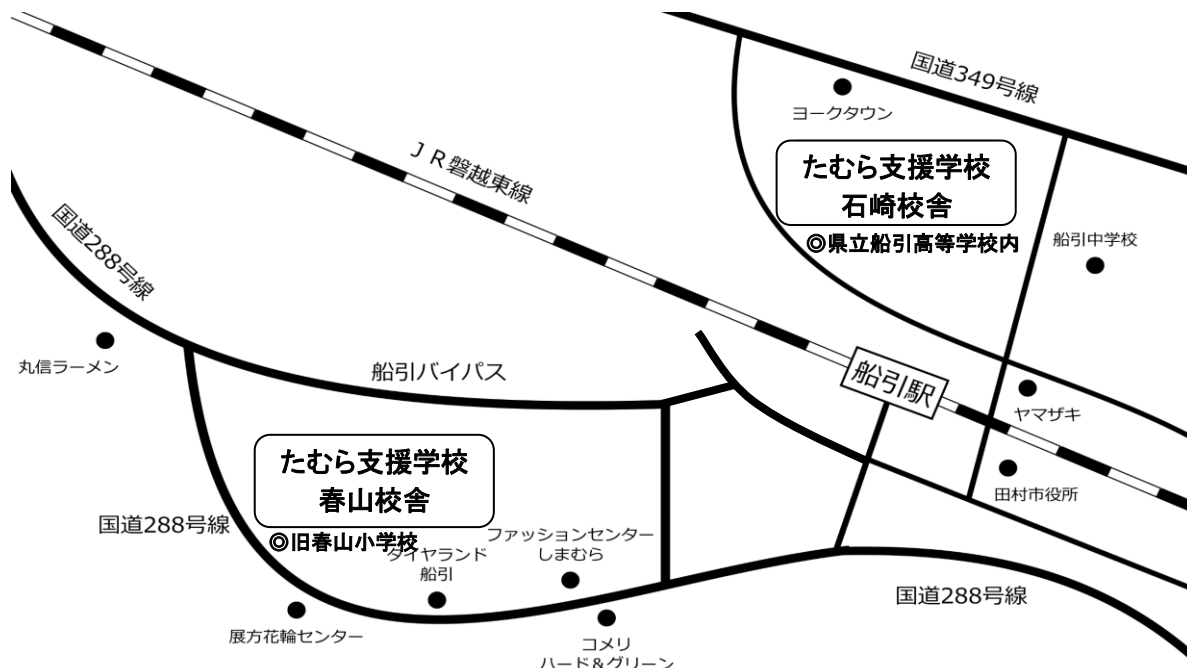 国道349号線
ヨークタウン
たむら支援学校
石崎校舎
◎県立船引高等学校内
船引中学校
JR磐越東線
国道288号線
丸信ラーメン
船引バイパス
船引駅
ヤマザキ
田村市役所
たむら支援学校
春山校舎
◎旧春山小学校
国道288号線
ダイヤランド
船引
ファッションセンター
しまむら
展方花輪センター
コメリ
ハード&グリーン
国道288号線